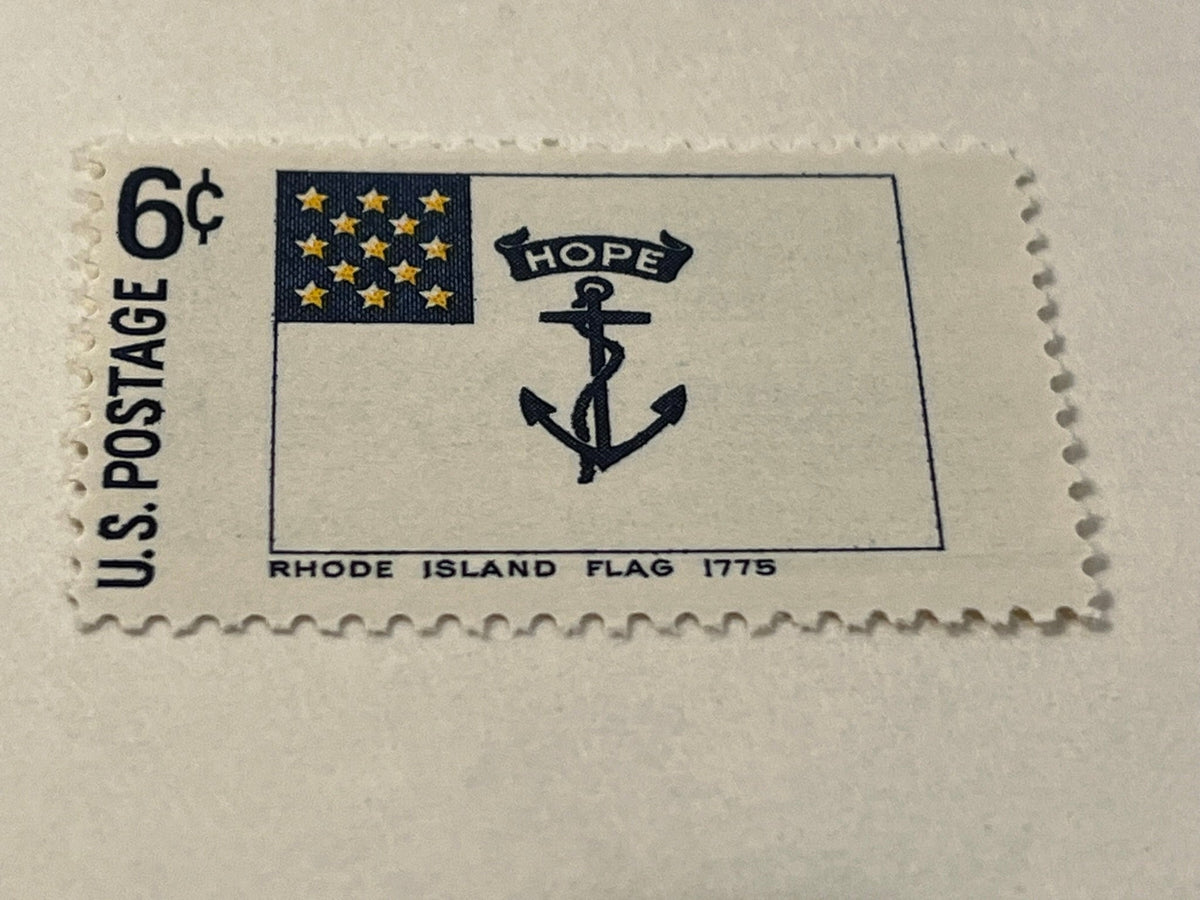 6¢
U.S. POSTAGE
HOPE
RHODE ISLAND FLAG 1775